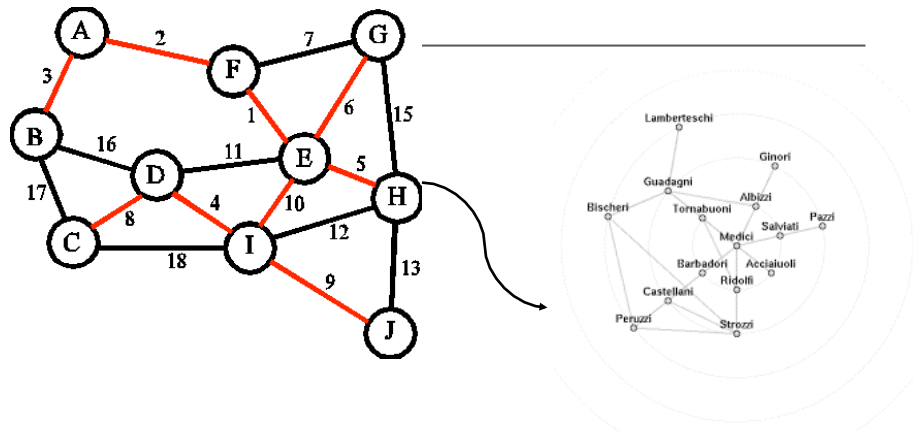 A
2
7
G
F
3
6
1
15
B
16
11
E
5
D
17
4
10
H
8
C
I
12
18
13
9
J
Lamberteschi
Ginori
Guadagni
Albizzi
Bischeri
Tornabuoni
Pazzi
Salviati
Medici
Barbadori
Acciaiuoli
Ridolfi
Castellani
Peruzzi
Strozzi